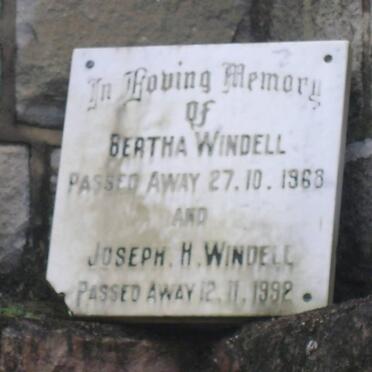 In Loving Memory
OF
BERTHA WINDELL
PASSED AWAY 27.10.1968
AND
JOSEPH.H.WINDELL
PASSED AWAY 12.11.1992